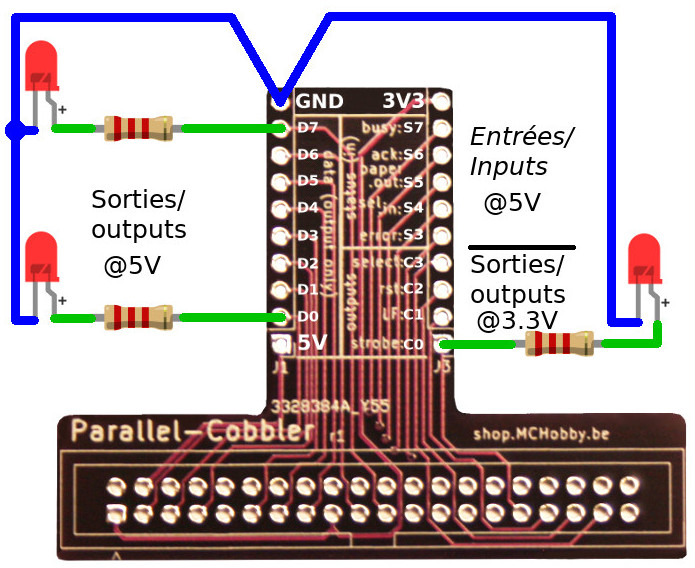 GND 3V3
D7 busy: S7
D6 ack: S6
D5 paper .out: S5
D4 sel.in: S4
D3 error: S3
D2 select: C3
D1 rst: C2
D0 LF: C1
5V strobe: C0
data (output only)
status (in)
outputs
J1 J3
+
Sorties/
outputs
@5V
+
Entrées/
Inputs
@5V
Sorties/
outputs
@3.3V
+
3328384A_Y55
Parallel-Cobbler r1
shop.MCHobby.be